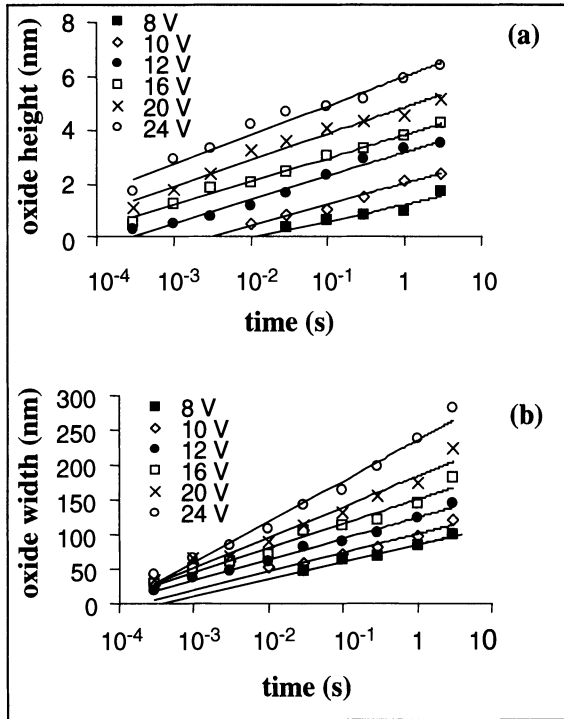 (a)
oxide height (nm)
8
6
4
2
0
8 V
10 V
12 V
16 V
20 V
24 V
10⁻⁴ 10⁻³ 10⁻² 10⁻¹ 1 10
time (s)
(b)
oxide width (nm)
300
250
200
150
100
50
0
8 V
10 V
12 V
16 V
20 V
24 V
10⁻⁴ 10⁻³ 10⁻² 10⁻¹ 1 10
time (s)